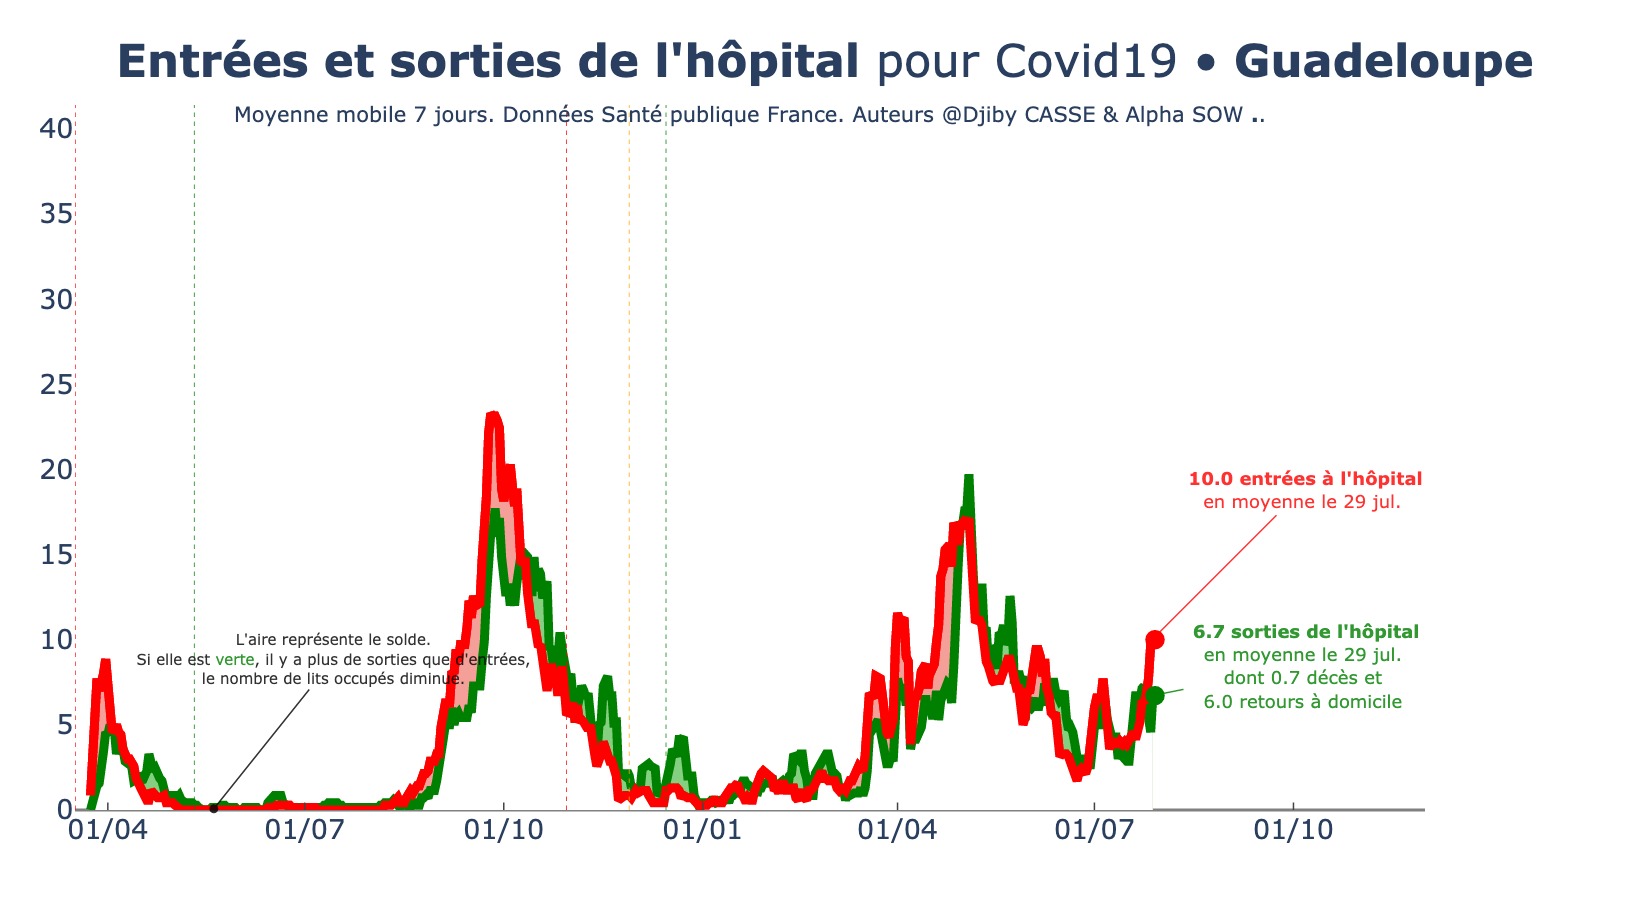 Entrées et sorties de l'hôpital pour Covid19 • Guadeloupe
Moyenne mobile 7 jours. Données Santé publique France. Auteurs @Djiby CASSE & Alpha SOW ..
40
35
30
25
20
15
10
5
0
10.0 entrées à l'hôpital
en moyenne le 29 jul.
6.7 sorties de l'hôpital
en moyenne le 29 jul.
dont 0.7 décès et
6.0 retours à domicile
L'aire représente le solde.
Si elle est verte, il y a plus de sorties que d'entrées,
le nombre de lits occupés diminue.
01/04 01/07 01/10 01/01 01/04 01/07 01/10